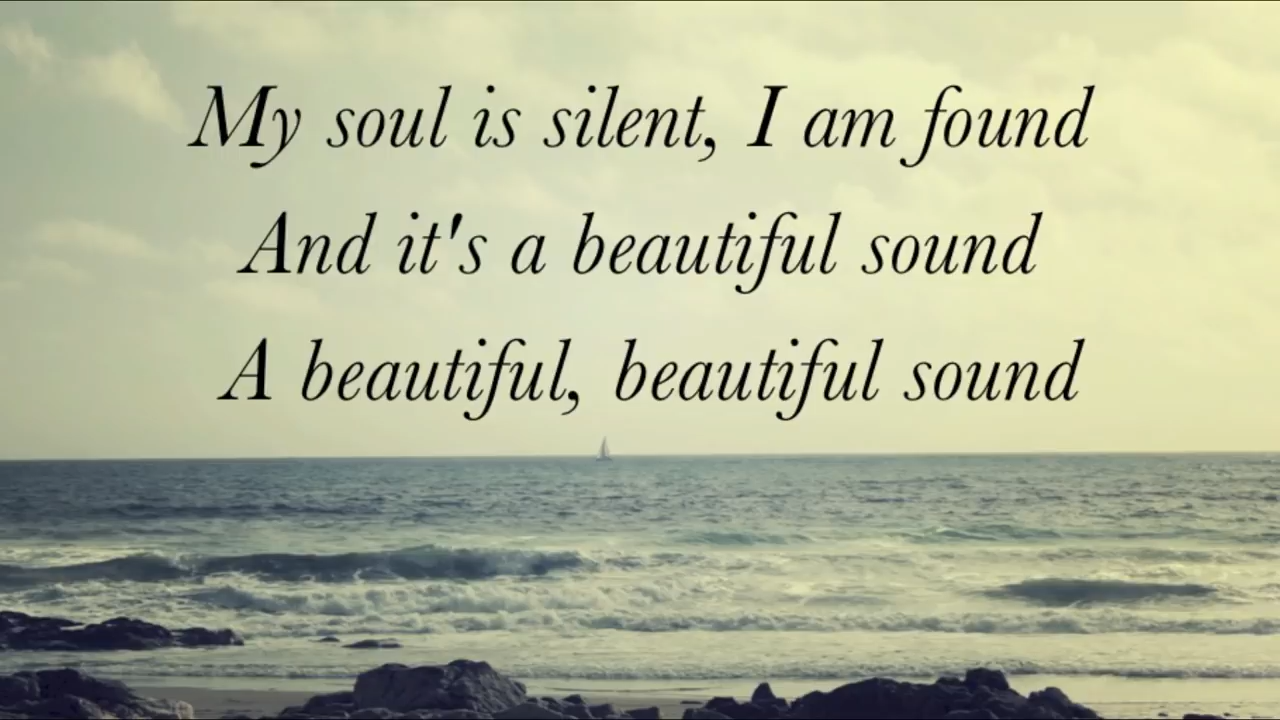 My soul is silent, I am found
And it's a beautiful sound
A beautiful, beautiful sound